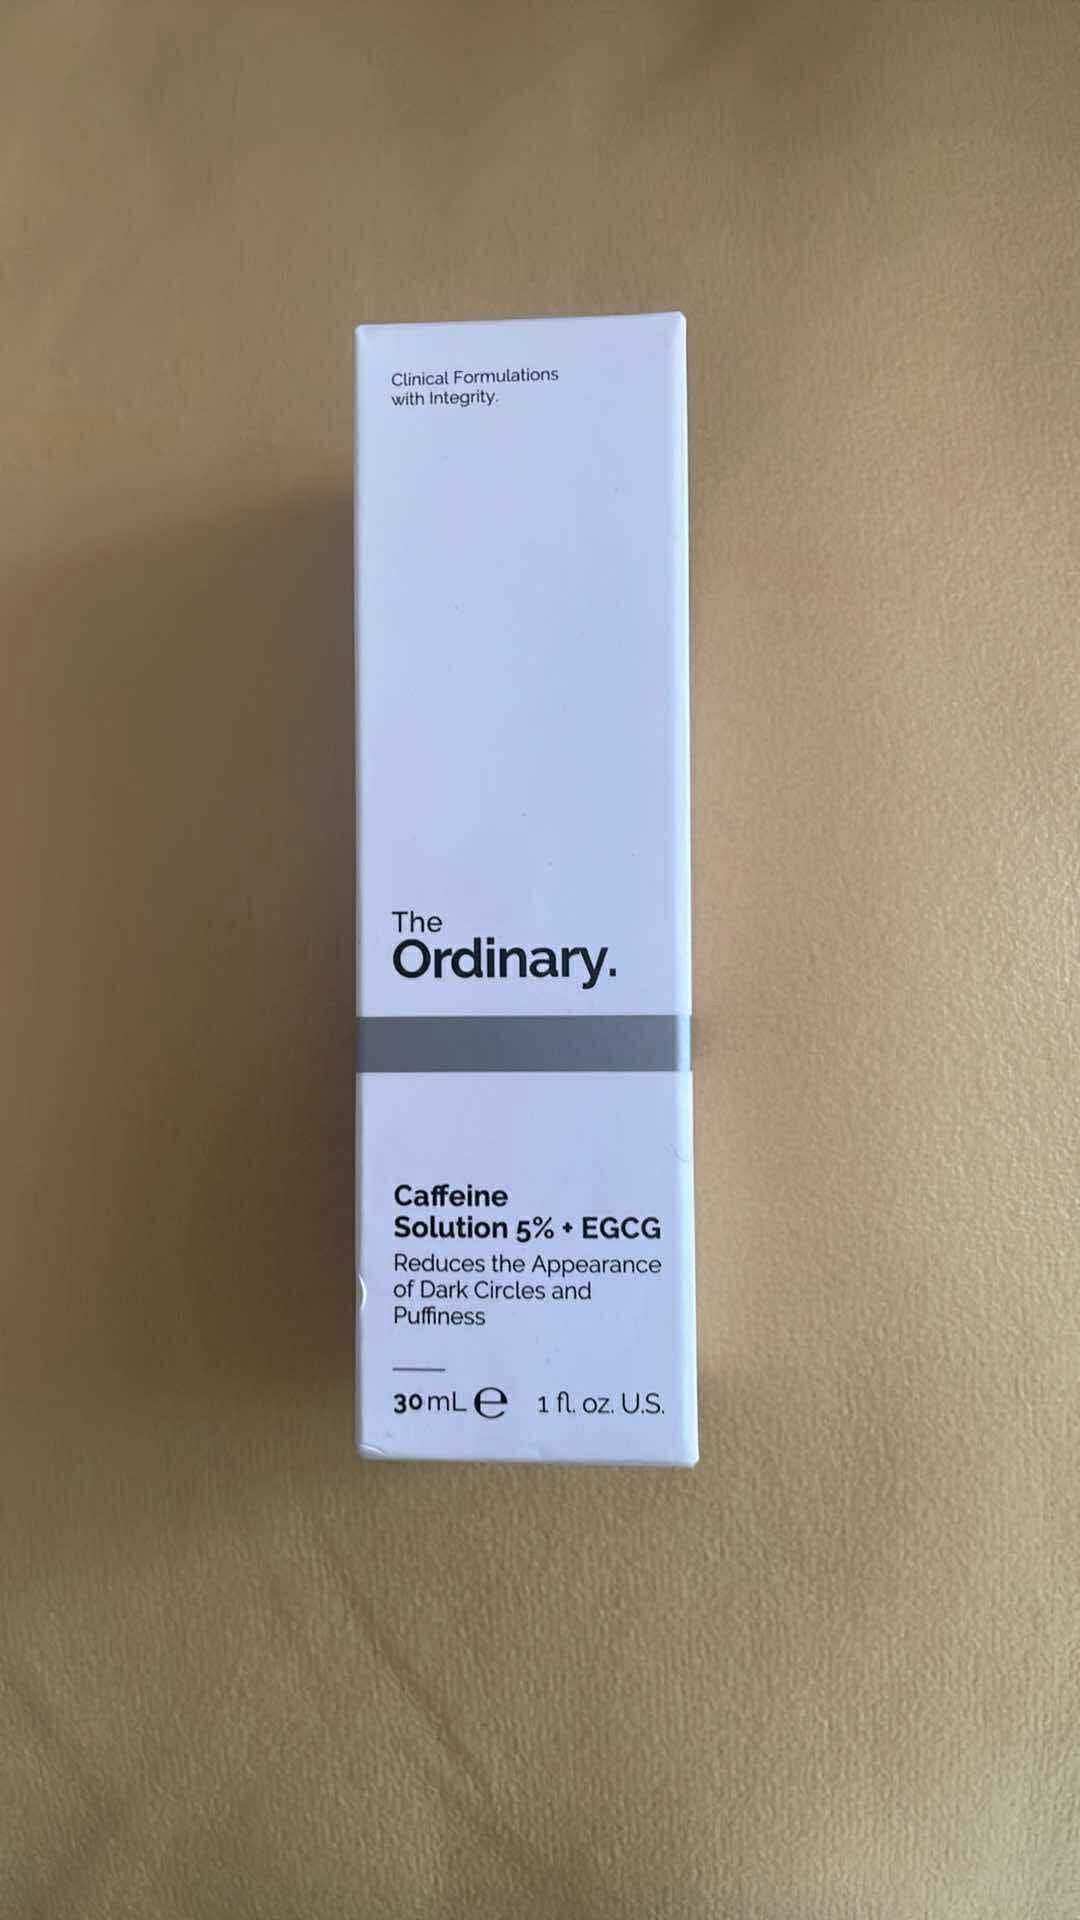 Clinical Formulations
with Integrity.
The
Ordinary.
Caffeine
Solution 5% + EGCG
Reduces the Appearance
of Dark Circles and
Puffiness
30 mL ℮ 1 fl. oz. U.S.